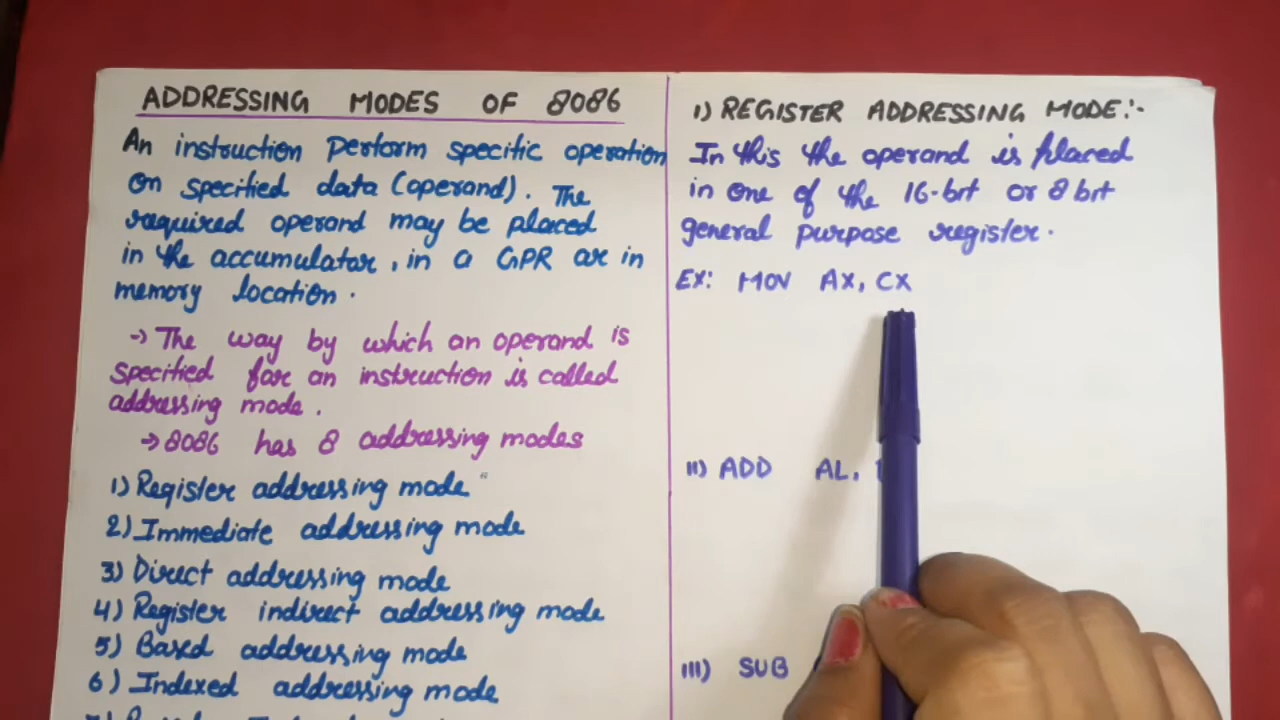 ADDRESSING MODES OF 8086
An instruction perform specific operation
on specified data (operand). The
required operand may be placed
in the accumulator, in a GPR or in
memory location.
→ The way by which an operand is
specified for an instruction is called
addressing mode.
→ 8086 has 8 addressing modes
1) Register addressing mode
2) Immediate addressing mode
3) Direct addressing mode
4) Register indirect addressing mode
5) Based addressing mode
6) Indexed addressing mode
1) REGISTER ADDRESSING MODE:-
In this the operand is placed
in one of the 16-bit or 8 bit
general purpose register.
EX: MOV AX, CX
II) ADD AL,
III) SUB